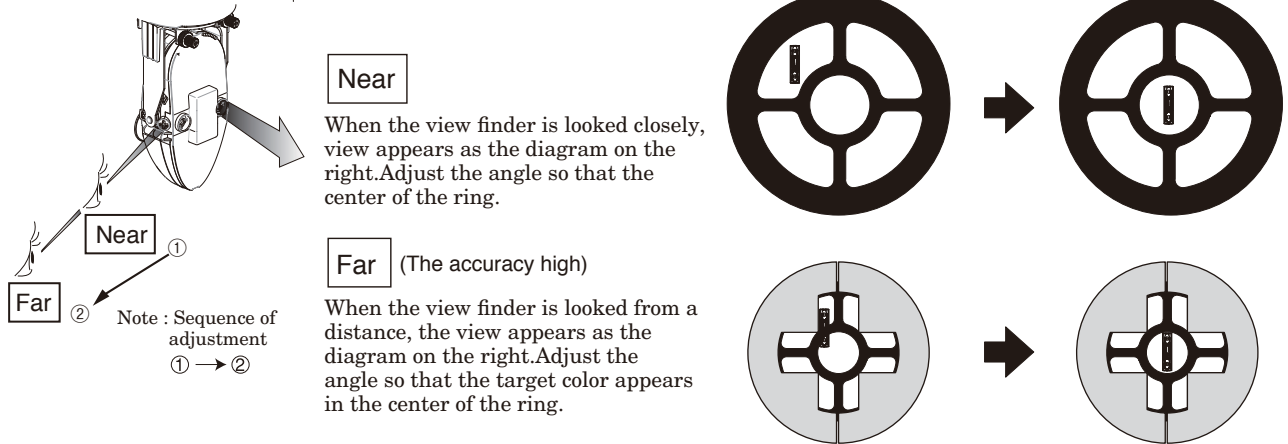 Near
When the view finder is looked closely,
view appears as the diagram on the
right.Adjust the angle so that the
center of the ring.
Near
①
Far
②
Note : Sequence of
adjustment
① → ②
Far (The accuracy high)
When the view finder is looked from a
distance, the view appears as the
diagram on the right.Adjust the
angle so that the target color appears
in the center of the ring.